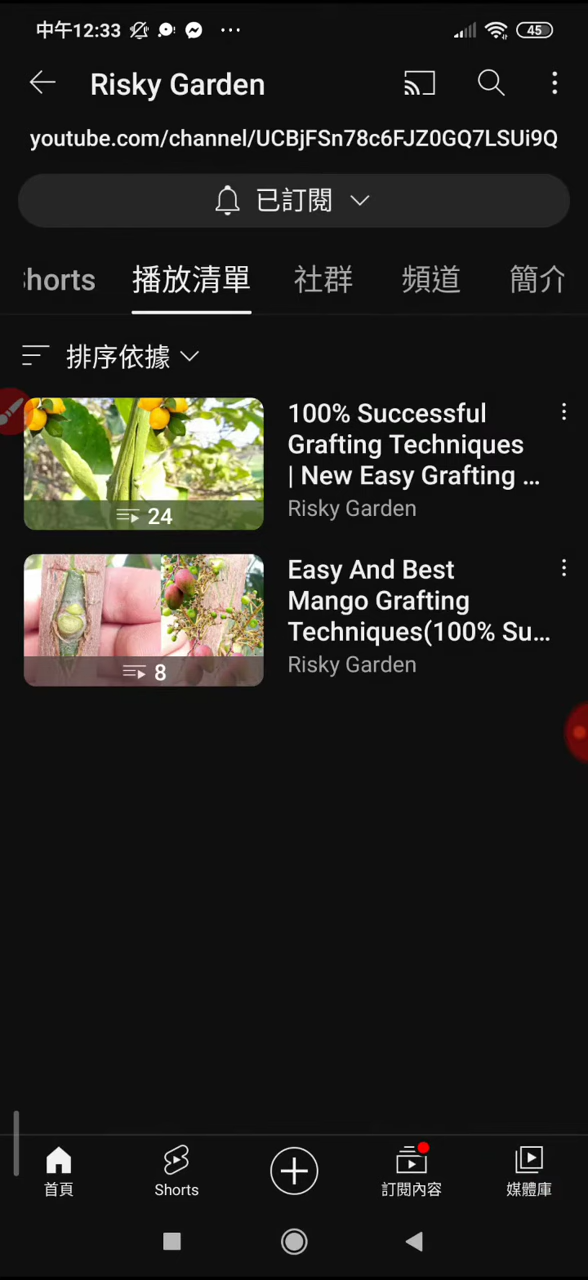 中午12:33
45
Risky Garden
youtube.com/channel/UCBjFSn78c6FJZ0GQ7LSUi9Q
已訂閱
Shorts 播放清單 社群 頻道 簡介
排序依據
24
100% Successful
Grafting Techniques
| New Easy Grafting ...
Risky Garden
8
Easy And Best
Mango Grafting
Techniques(100% Su...
Risky Garden
首頁 Shorts 訂閱內容 媒體庫